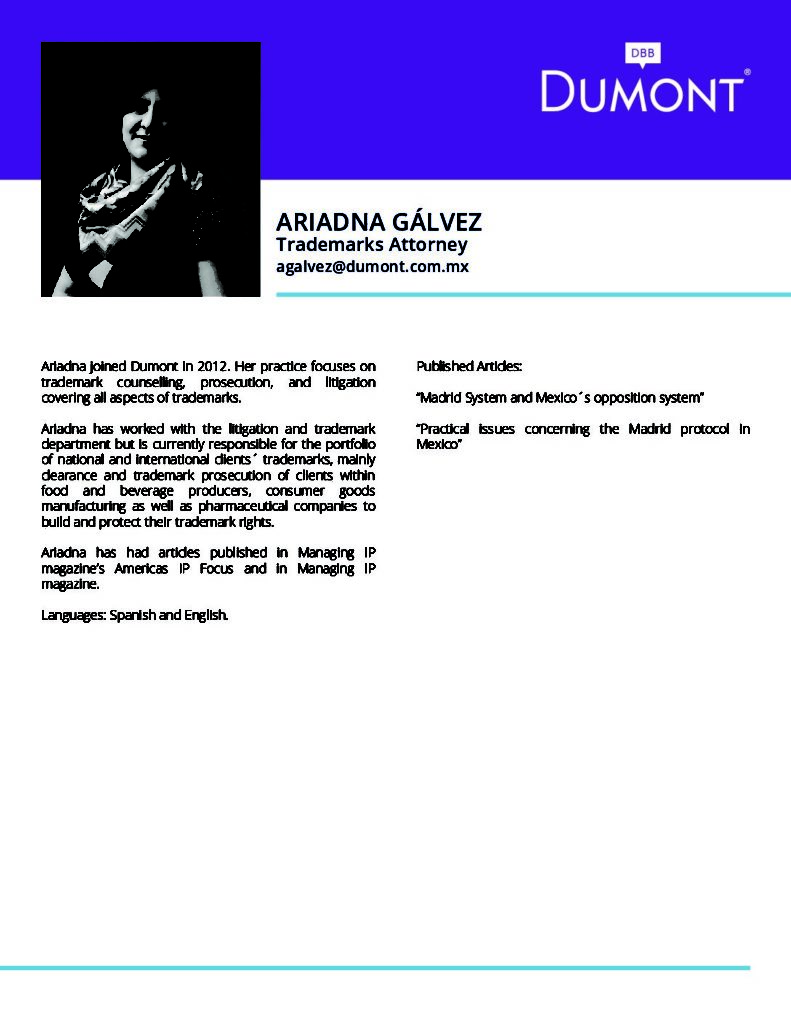 DBB
DUMONT®
ARIADNA GÁLVEZ
Trademarks Attorney
agalvez@dumont.com.mx
Ariadna joined Dumont in 2012. Her practice focuses on
trademark counselling, prosecution, and litigation
covering all aspects of trademarks.
Ariadna has worked with the litigation and trademark
department but is currently responsible for the portfolio
of national and international clients´ trademarks, mainly
clearance and trademark prosecution of clients within
food and beverage producers, consumer goods
manufacturing as well as pharmaceutical companies to
build and protect their trademark rights.
Ariadna has had articles published in Managing IP
magazine’s Americas IP Focus and in Managing IP
magazine.
Languages: Spanish and English.
Published Articles:
“Madrid System and Mexico´s opposition system”
“Practical issues concerning the Madrid protocol in
Mexico”